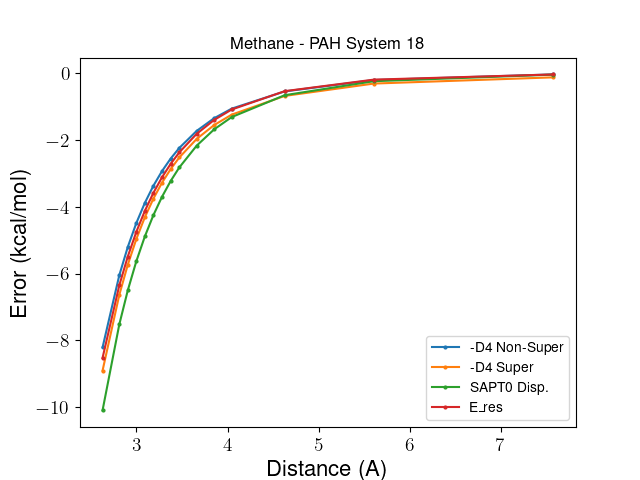 Methane - PAH System 18
Error (kcal/mol)
0
−2
−4
−6
−8
−10
3
4
5
6
7
Distance (A)
-D4 Non-Super
-D4 Super
SAPT0 Disp.
E_res